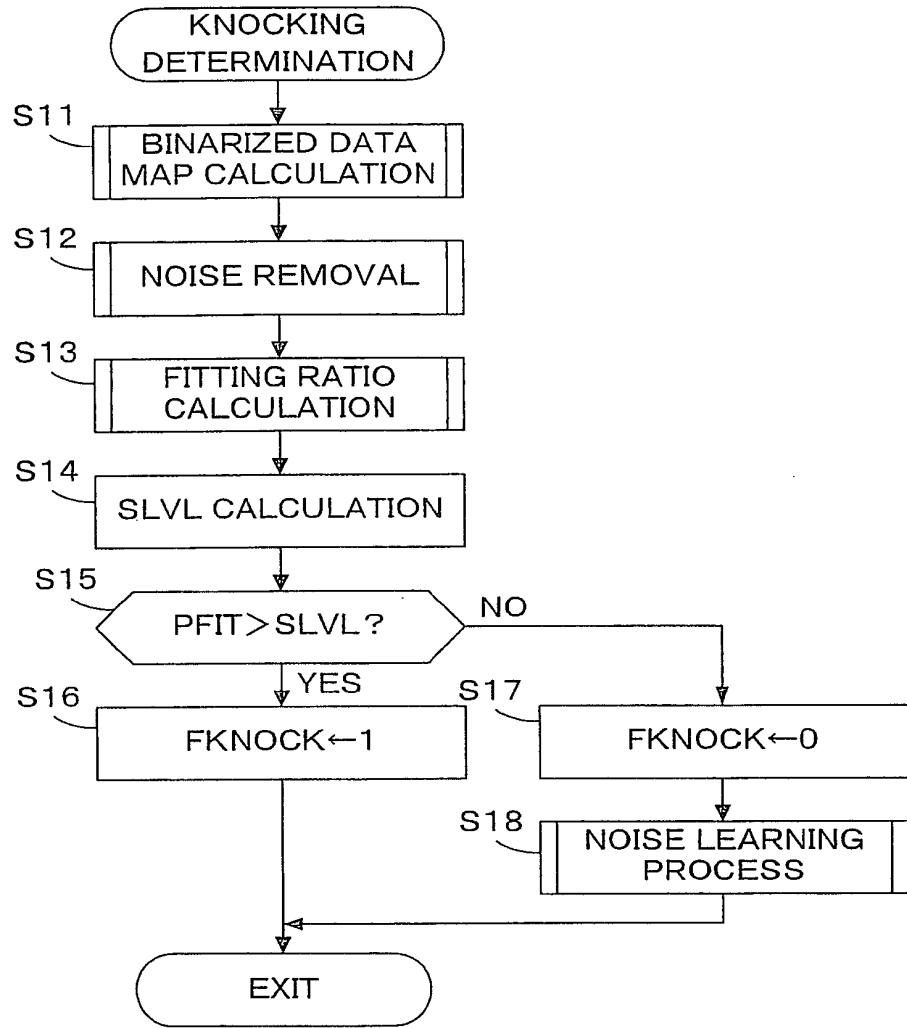 KNOCKING
DETERMINATION
S11
BINARIZED DATA
MAP CALCULATION
S12
NOISE REMOVAL
S13
FITTING RATIO
CALCULATION
S14
SLVL CALCULATION
S15
PFIT>SLVL?
NO
YES
S16
FKNOCK←1
S17
FKNOCK←0
S18
NOISE LEARNING
PROCESS
EXIT